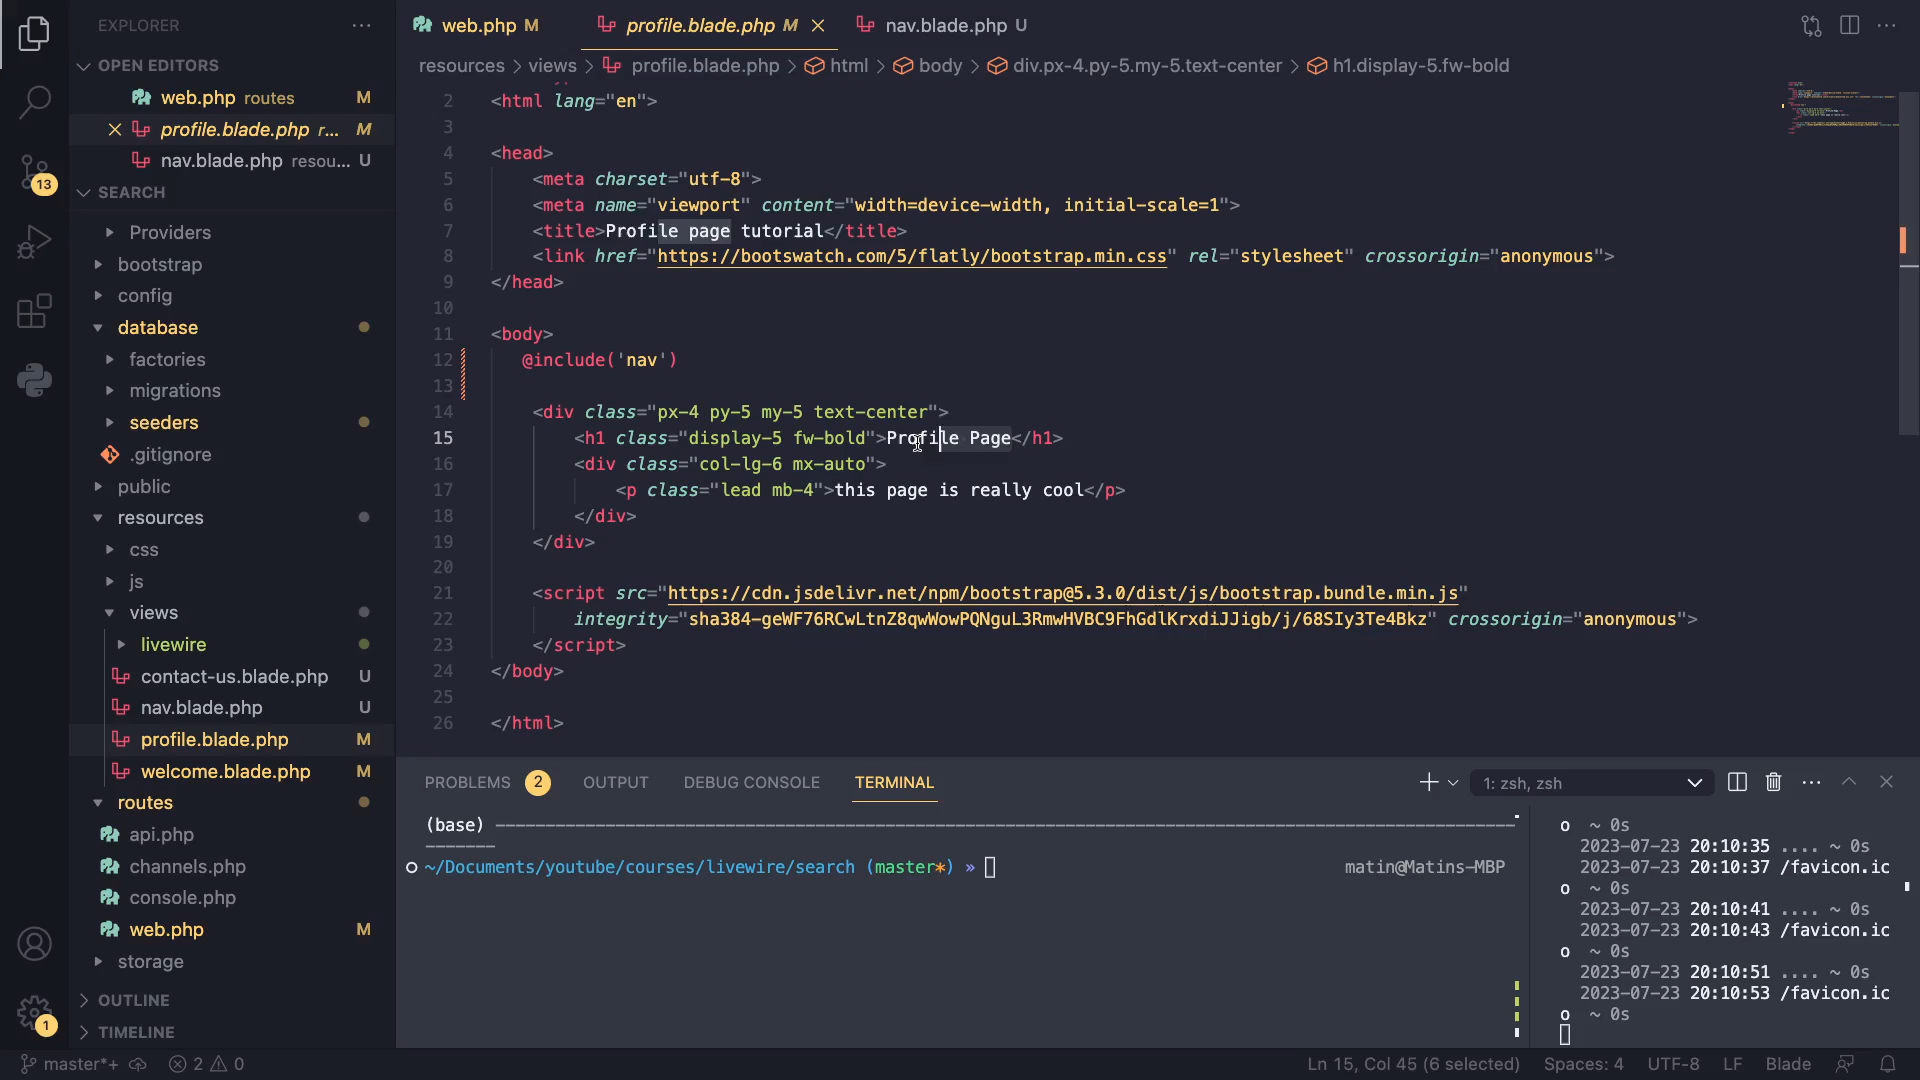 EXPLORER
OPEN EDITORS
web.php routes M
profile.blade.php r... M
nav.blade.php resou... U
SEARCH
Providers
bootstrap
config
database
factories
migrations
seeders
.gitignore
public
resources
css
js
views
livewire
contact-us.blade.php U
nav.blade.php U
profile.blade.php M
welcome.blade.php M
routes
api.php
channels.php
console.php
web.php M
storage
OUTLINE
TIMELINE
13
1
web.php M
profile.blade.php M
nav.blade.php U
resources > views > profile.blade.php > html > body > div.px-4.py-5.my-5.text-center > h1.display-5.fw-bold
2 <html lang="en">
3
4 <head>
5 <meta charset="utf-8">
6 <meta name="viewport" content="width=device-width, initial-scale=1">
7 <title>Profile page tutorial</title>
8 <link href="https://bootswatch.com/5/flatly/bootstrap.min.css" rel="stylesheet" crossorigin="anonymous">
9 </head>
10
11 <body>
12 @include('nav')
13
14 <div class="px-4 py-5 my-5 text-center">
15 <h1 class="display-5 fw-bold">Profile Page</h1>
16 <div class="col-lg-6 mx-auto">
17 <p class="lead mb-4">this page is really cool</p>
18 </div>
19 </div>
20
21 <script src="https://cdn.jsdelivr.net/npm/bootstrap@5.3.0/dist/js/bootstrap.bundle.min.js"
22 integrity="sha384-geWF76RCwLtnZ8qwWowPQNguL3RmwHVBC9FhGdlKrxdiJJigb/j/68SIy3Te4Bkz" crossorigin="anonymous">
23 </script>
24 </body>
25
26 </html>
PROBLEMS 2 OUTPUT DEBUG CONSOLE TERMINAL
1: zsh, zsh
(base)
~/Documents/youtube/courses/livewire/search (master*) » matin@Matins-MBP
o ~ 0s
2023-07-23 20:10:35 .... ~ 0s
2023-07-23 20:10:37 /favicon.ic
o ~ 0s
2023-07-23 20:10:41 .... ~ 0s
2023-07-23 20:10:43 /favicon.ic
o ~ 0s
2023-07-23 20:10:51 .... ~ 0s
2023-07-23 20:10:53 /favicon.ic
o ~ 0s
master*+ 2 0
Ln 15, Col 45 (6 selected) Spaces: 4 UTF-8 LF Blade